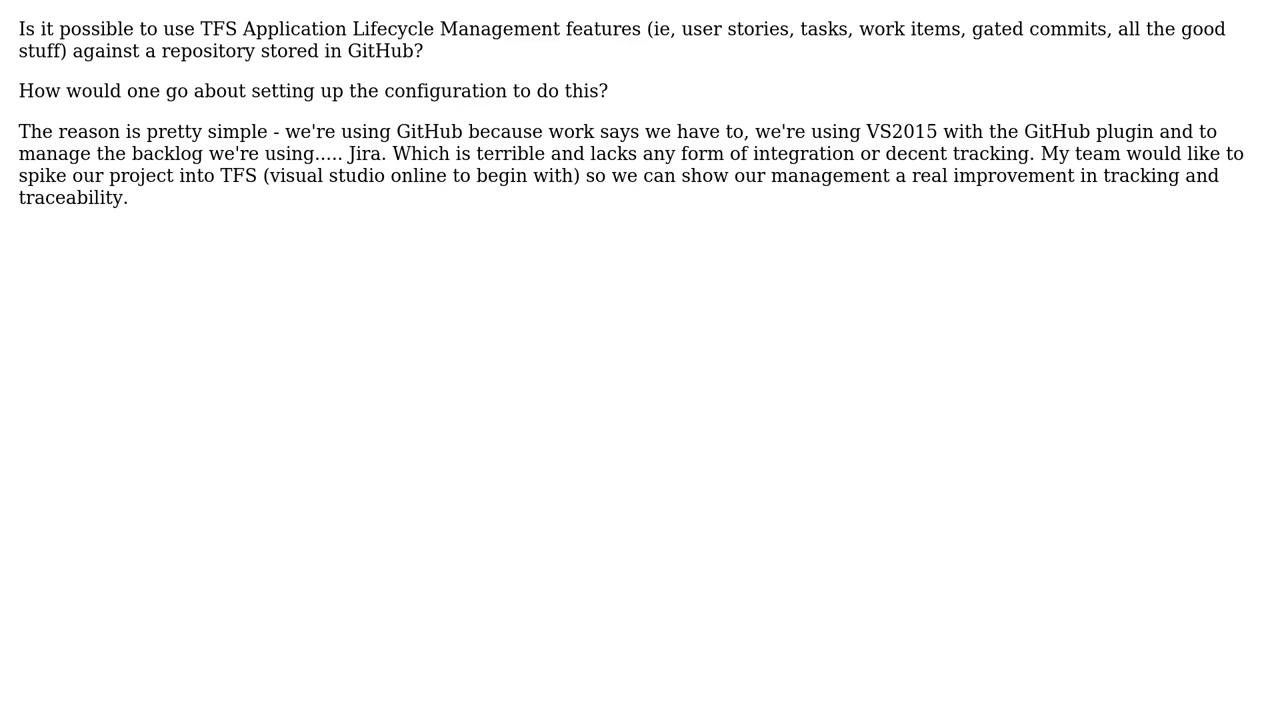 Is it possible to use TFS Application Lifecycle Management features (ie, user stories, tasks, work items, gated commits, all the good
stuff) against a repository stored in GitHub?
How would one go about setting up the configuration to do this?
The reason is pretty simple - we're using GitHub because work says we have to, we're using VS2015 with the GitHub plugin and to
manage the backlog we're using..... Jira. Which is terrible and lacks any form of integration or decent tracking. My team would like to
spike our project into TFS (visual studio online to begin with) so we can show our management a real improvement in tracking and
traceability.